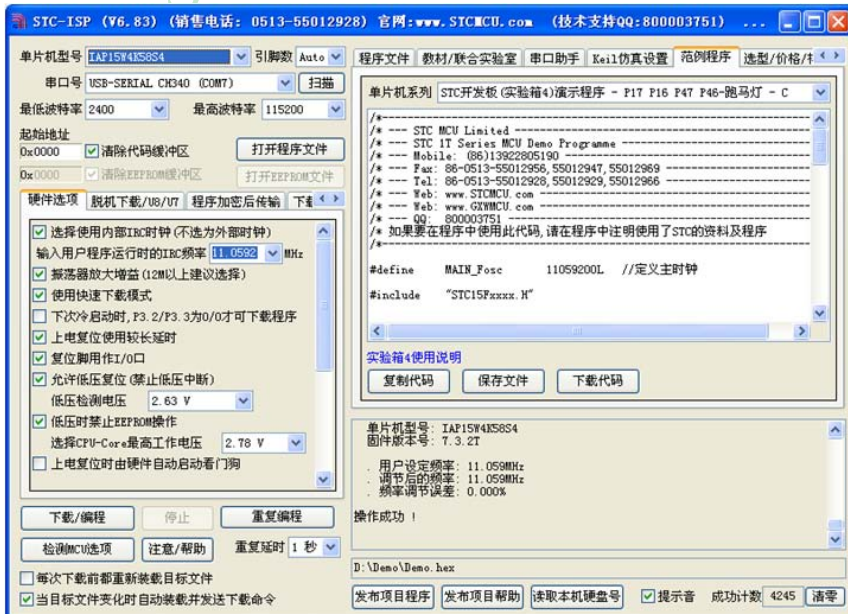 STC-ISP (V6.83) (销售电话: 0513-55012928) 官网:www.STCMCU.com (技术支持QQ:800003751) ...
单片机型号 IAP15W4K58S4 引脚数 Auto
串口号 USB-SERIAL CH340 (COM7) 扫描
最低波特率 2400 最高波特率 115200
起始地址
0x0000 清除代码缓冲区 打开程序文件
0x0000 清除EEPROM缓冲区 打开EEPROM文件
硬件选项 脱机下载/U8/U7 程序加密后传输
选择使用内部IRC时钟(不选为外部时钟)
输入用户程序运行时的IRC频率 11.0592 MHz
振荡器放大增益(12M以上建议选择)
使用快速下载模式
下次冷启动时,P3.2/P3.3为0/0才可下载程序
上电复位使用较长延时
复位脚用作I/O口
允许低压复位(禁止低压中断)
低压检测电压 2.63 V
低压时禁止EEPROM操作
选择CPU-Core最高工作电压 2.78 V
上电复位时由硬件自动启动看门狗
下载/编程 停止 重复编程
检测MCU选项 注意/帮助 重复延时 1 秒
每次下载前都重新装载目标文件
当目标文件变化时自动装载并发送下载命令
程序文件 教材/联合实验室 串口助手 Keil仿真设置 范例程序 选型/价格/
单片机系列 STC开发板(实验箱4)演示程序 - P17 P16 P47 P46-跑马灯 - C
/*---
/* --- STC MCU Limited ---
/* --- STC 1T Series MCU Demo Programme ---
/* --- Mobile: (86)13922805190 ---
/* --- Fax: 86-0513-55012956,55012947,55012969
/* --- Tel: 86-0513-55012928,55012929,55012966
/* --- Web: www.STCMCU.com ---
/* --- Web: www.GXWMCU.com ---
/* --- QQ: 800003751 ---
/* 如果要在程序中使用此代码,请在程序中注明使用了STC的资料及程序
/*---
#define MAIN_Fosc 11059200L //定义主时钟
#include "STC15Fxxxx.H"
实验箱4使用说明
复制代码 保存文件 下载代码
单片机型号: IAP15W4K58S4
固件版本号: 7.3.2T
. 用户设定频率: 11.059MHz
. 调节后的频率: 11.059MHz
. 频率调节误差: 0.000%
操作成功 !
D:\Demo\Demo.hex
发布项目程序 发布项目帮助 读取本机硬盘号 提示音 成功计数 4245 清零